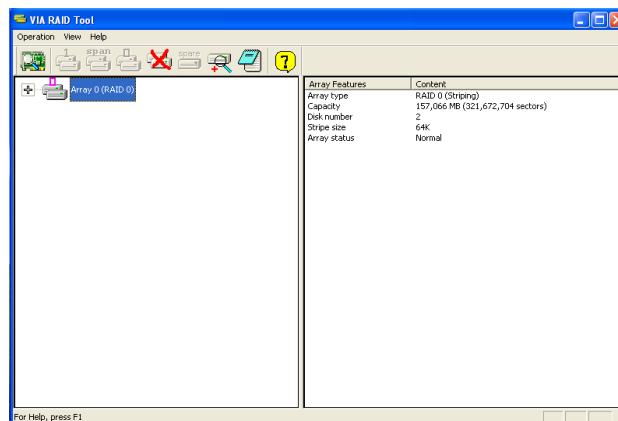 VIA RAID Tool
Operation View Help
1 span 0 spare ?
Array 0 (RAID 0)
Array Features Content
Array type RAID 0 (Striping)
Capacity 157,066 MB (321,672,704 sectors)
Disk number 2
Stripe size 64K
Array status Normal
For Help, press F1